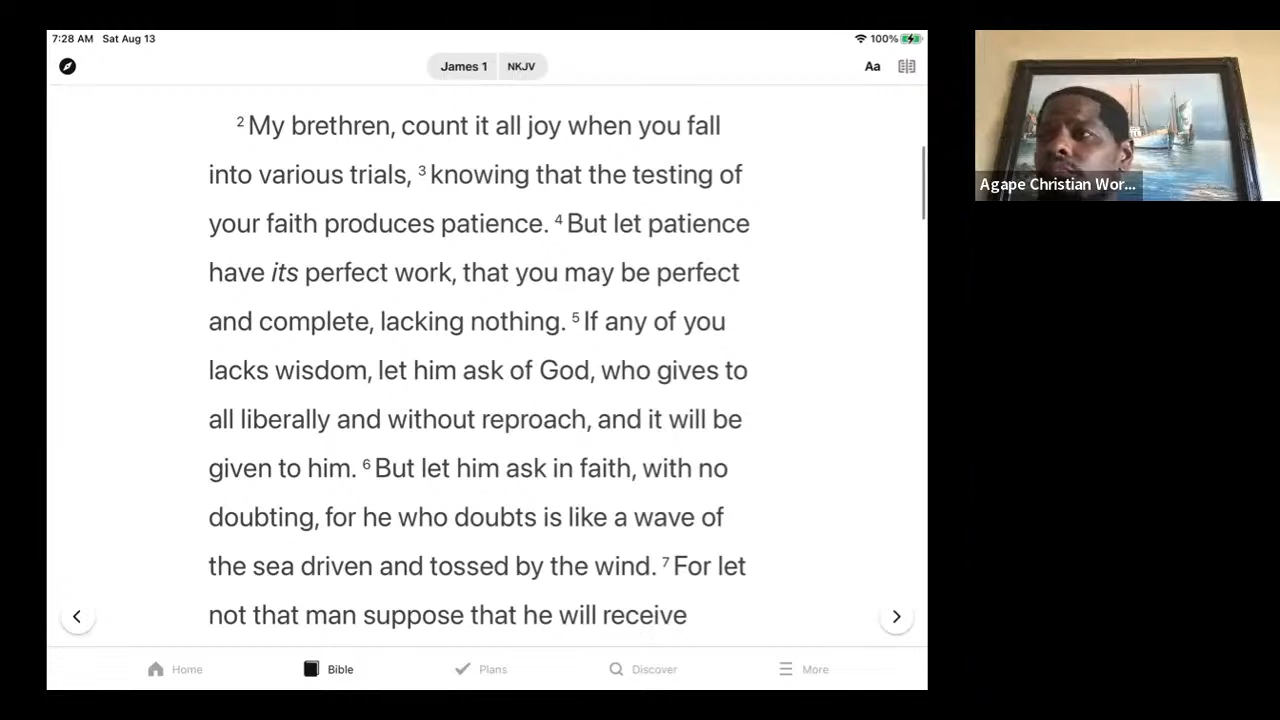 7:28 AM Sat Aug 13
100%
James 1 NKJV
Aa
2 My brethren, count it all joy when you fall
into various trials, 3 knowing that the testing of
your faith produces patience. 4 But let patience
have its perfect work, that you may be perfect
and complete, lacking nothing. 5 If any of you
lacks wisdom, let him ask of God, who gives to
all liberally and without reproach, and it will be
given to him. 6 But let him ask in faith, with no
doubting, for he who doubts is like a wave of
the sea driven and tossed by the wind. 7 For let
not that man suppose that he will receive
Home Bible Plans Discover More
Agape Christian Wor...